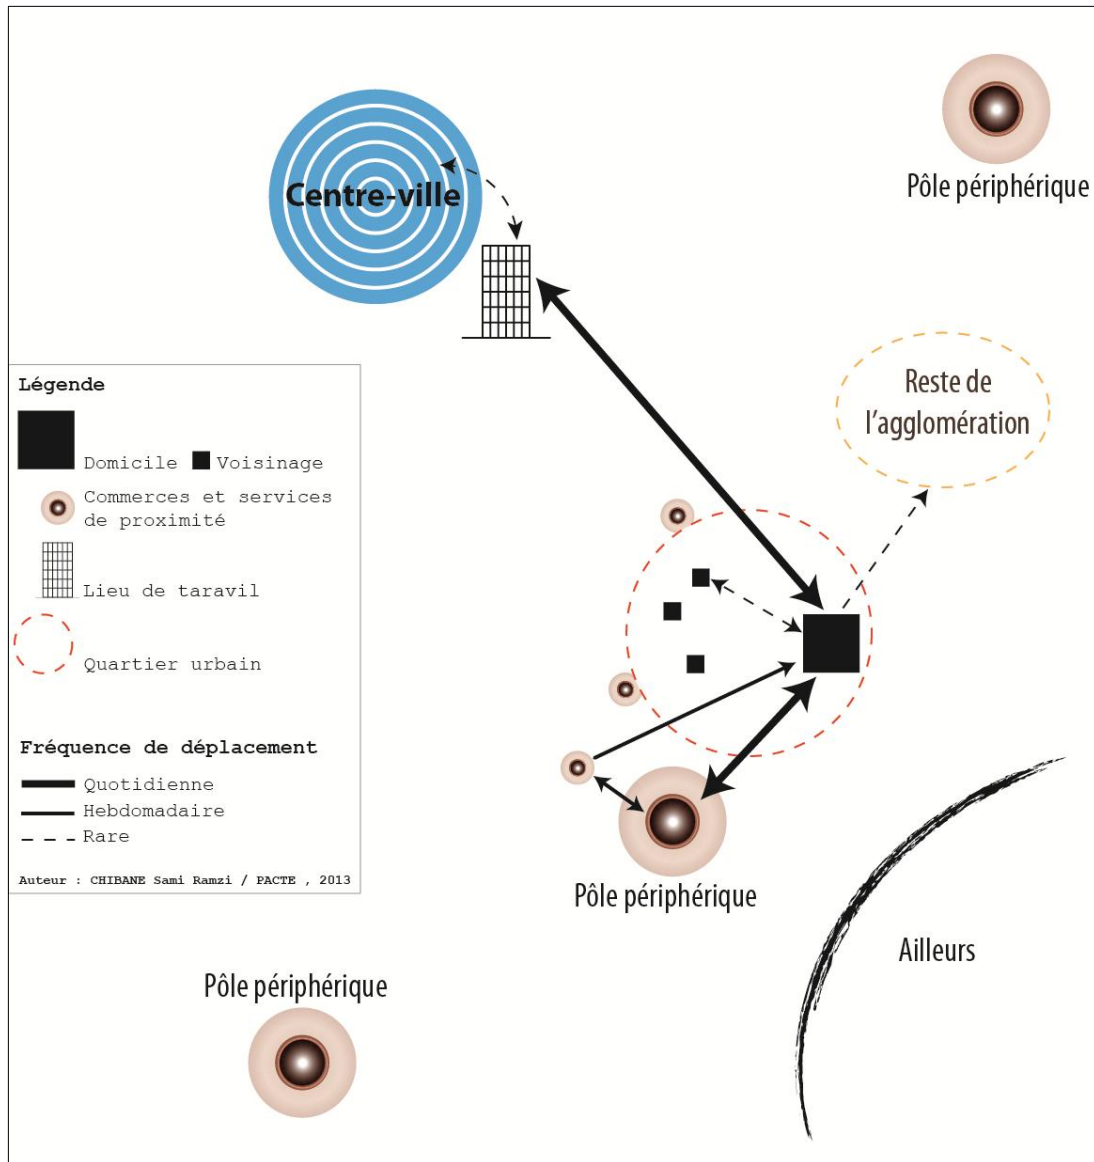 Pôle périphérique
Centre-ville
Reste de
l'agglomération
Légende
Domicile
Voisinage
Commerces et services
de proximité
Lieu de taravil
Quartier urbain
Fréquence de déplacement
Quotidienne
Hebdomadaire
Rare
Auteur : CHIBANE Sami Ramzi / PACTE , 2013
Pôle périphérique
Ailleurs
Pôle périphérique